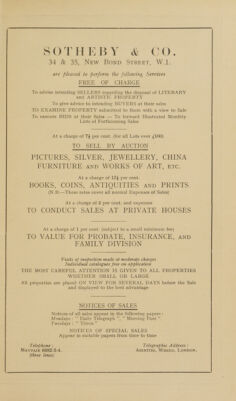 SOTHEBY & CO.
34 & 35, NEW BOND STREET, W.1.
are pleased to perform the following Services
FREE OF CHARGE
To advise intending SELLERS regarding the disposal of LITERARY
and ARTISTIC PROPERTY
To give advice to intending BUYERS at their sales
TO EXAMINE PROPERTY submitted to them with a view to Sale
To execute BIDS at their Sales — To forward Illustrated Monthly
Lists of Forthcoming Sales
At a charge of 7½ per cent. (for all Lots over £100)
TO SELL BY AUCTION
PICTURES, SILVER, JEWELLERY, CHINA
FURNITURE AND WORKS OF ART, ETC.
At a charge of 12½ per cent.
BOOKS, COINS, ANTIQUITIES AND PRINTS
(N.B.—These rates cover all normal Expenses of Sales)
At a charge of 5 per cent. and expenses
TO CONDUCT SALES AT PRIVATE HOUSES
At a charge of 1 per cent. (subject to a small minimum fee)
TO VALUE FOR PROBATE, INSURANCE, AND
FAMILY DIVISION
Visits of inspection made at moderate charges
Individual catalogues free on application
THE MOST CAREFUL ATTENTION IS GIVEN TO ALL PROPERTIES
WHETHER SMALL OR LARGE
All properties are placed ON VIEW FOR SEVERAL DAYS before the Sale
and displayed to the best advantage
NOTICES OF SALES
Notices of all sales appear in the following papers:
Mondays: "Daily Telegraph", "Morning Post"
Tuesdays: "Times"
NOTICES OF SPECIAL SALES
Appear in suitable papers from time to time
Telephone: Telegraphic Address:
MAYFAIR 6682-3-4. ABINITIO, WESDO, LONDON.
(three lines).